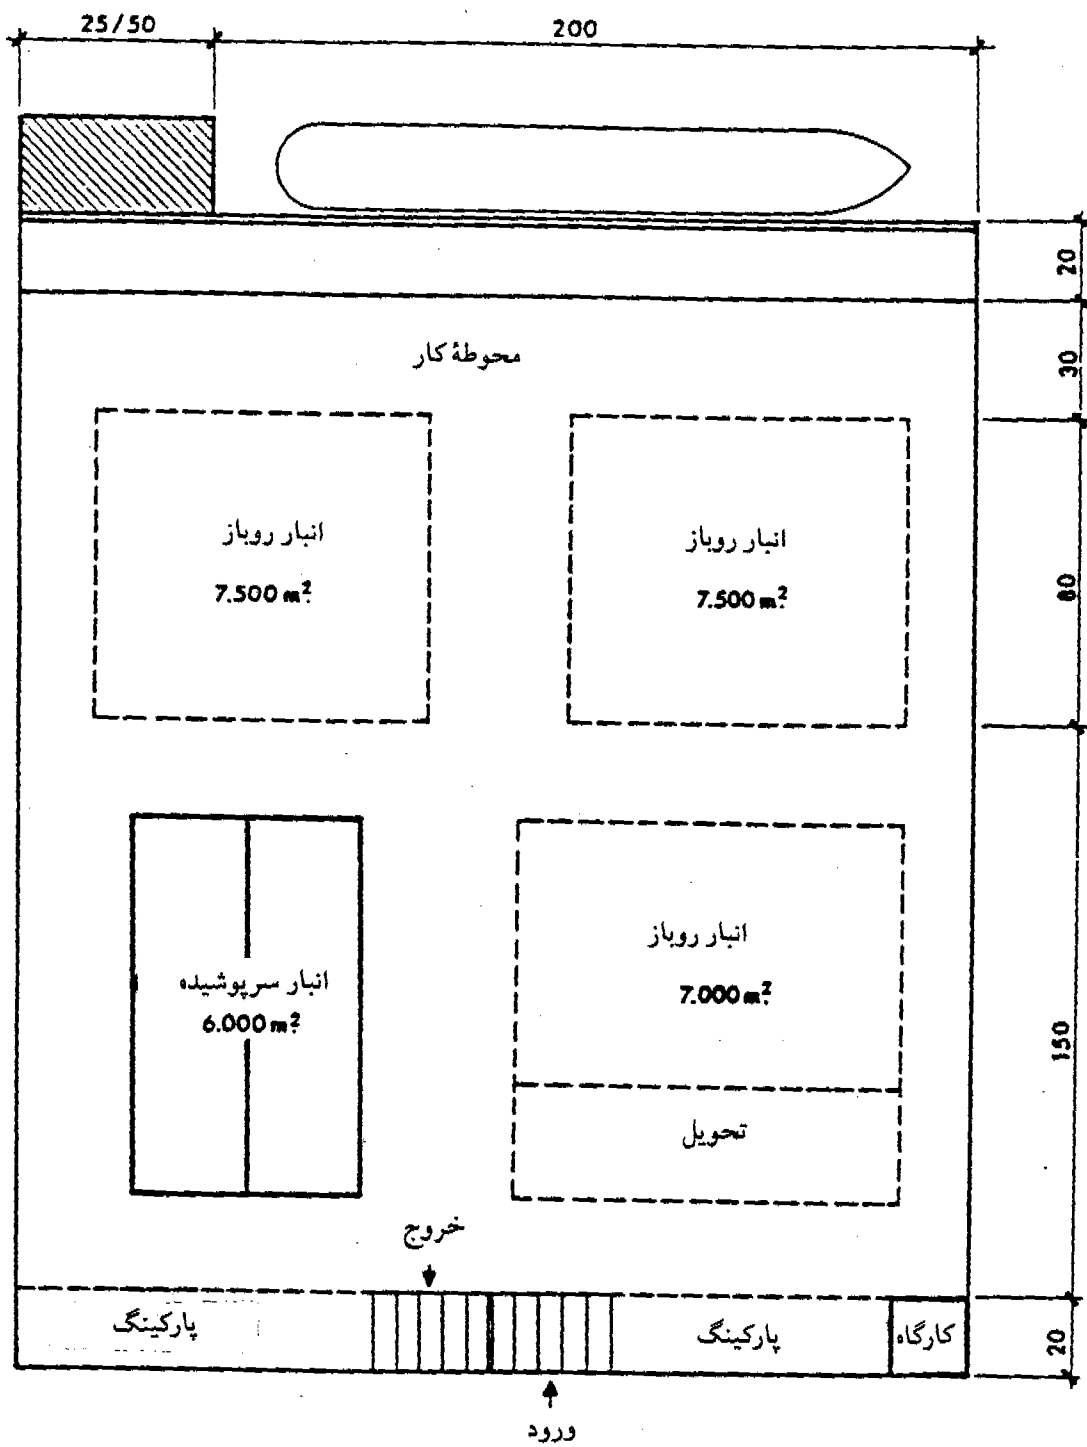 25/50
200
20
30
محوطهٔ کار
انبار روباز
7.500 m²
انبار روباز
7.500 m²
80
انبار سرپوشیده
6.000 m²
انبار روباز
7.000 m²
150
تحویل
خروج
پارکینگ
پارکینگ
کارگاه
20
ورود